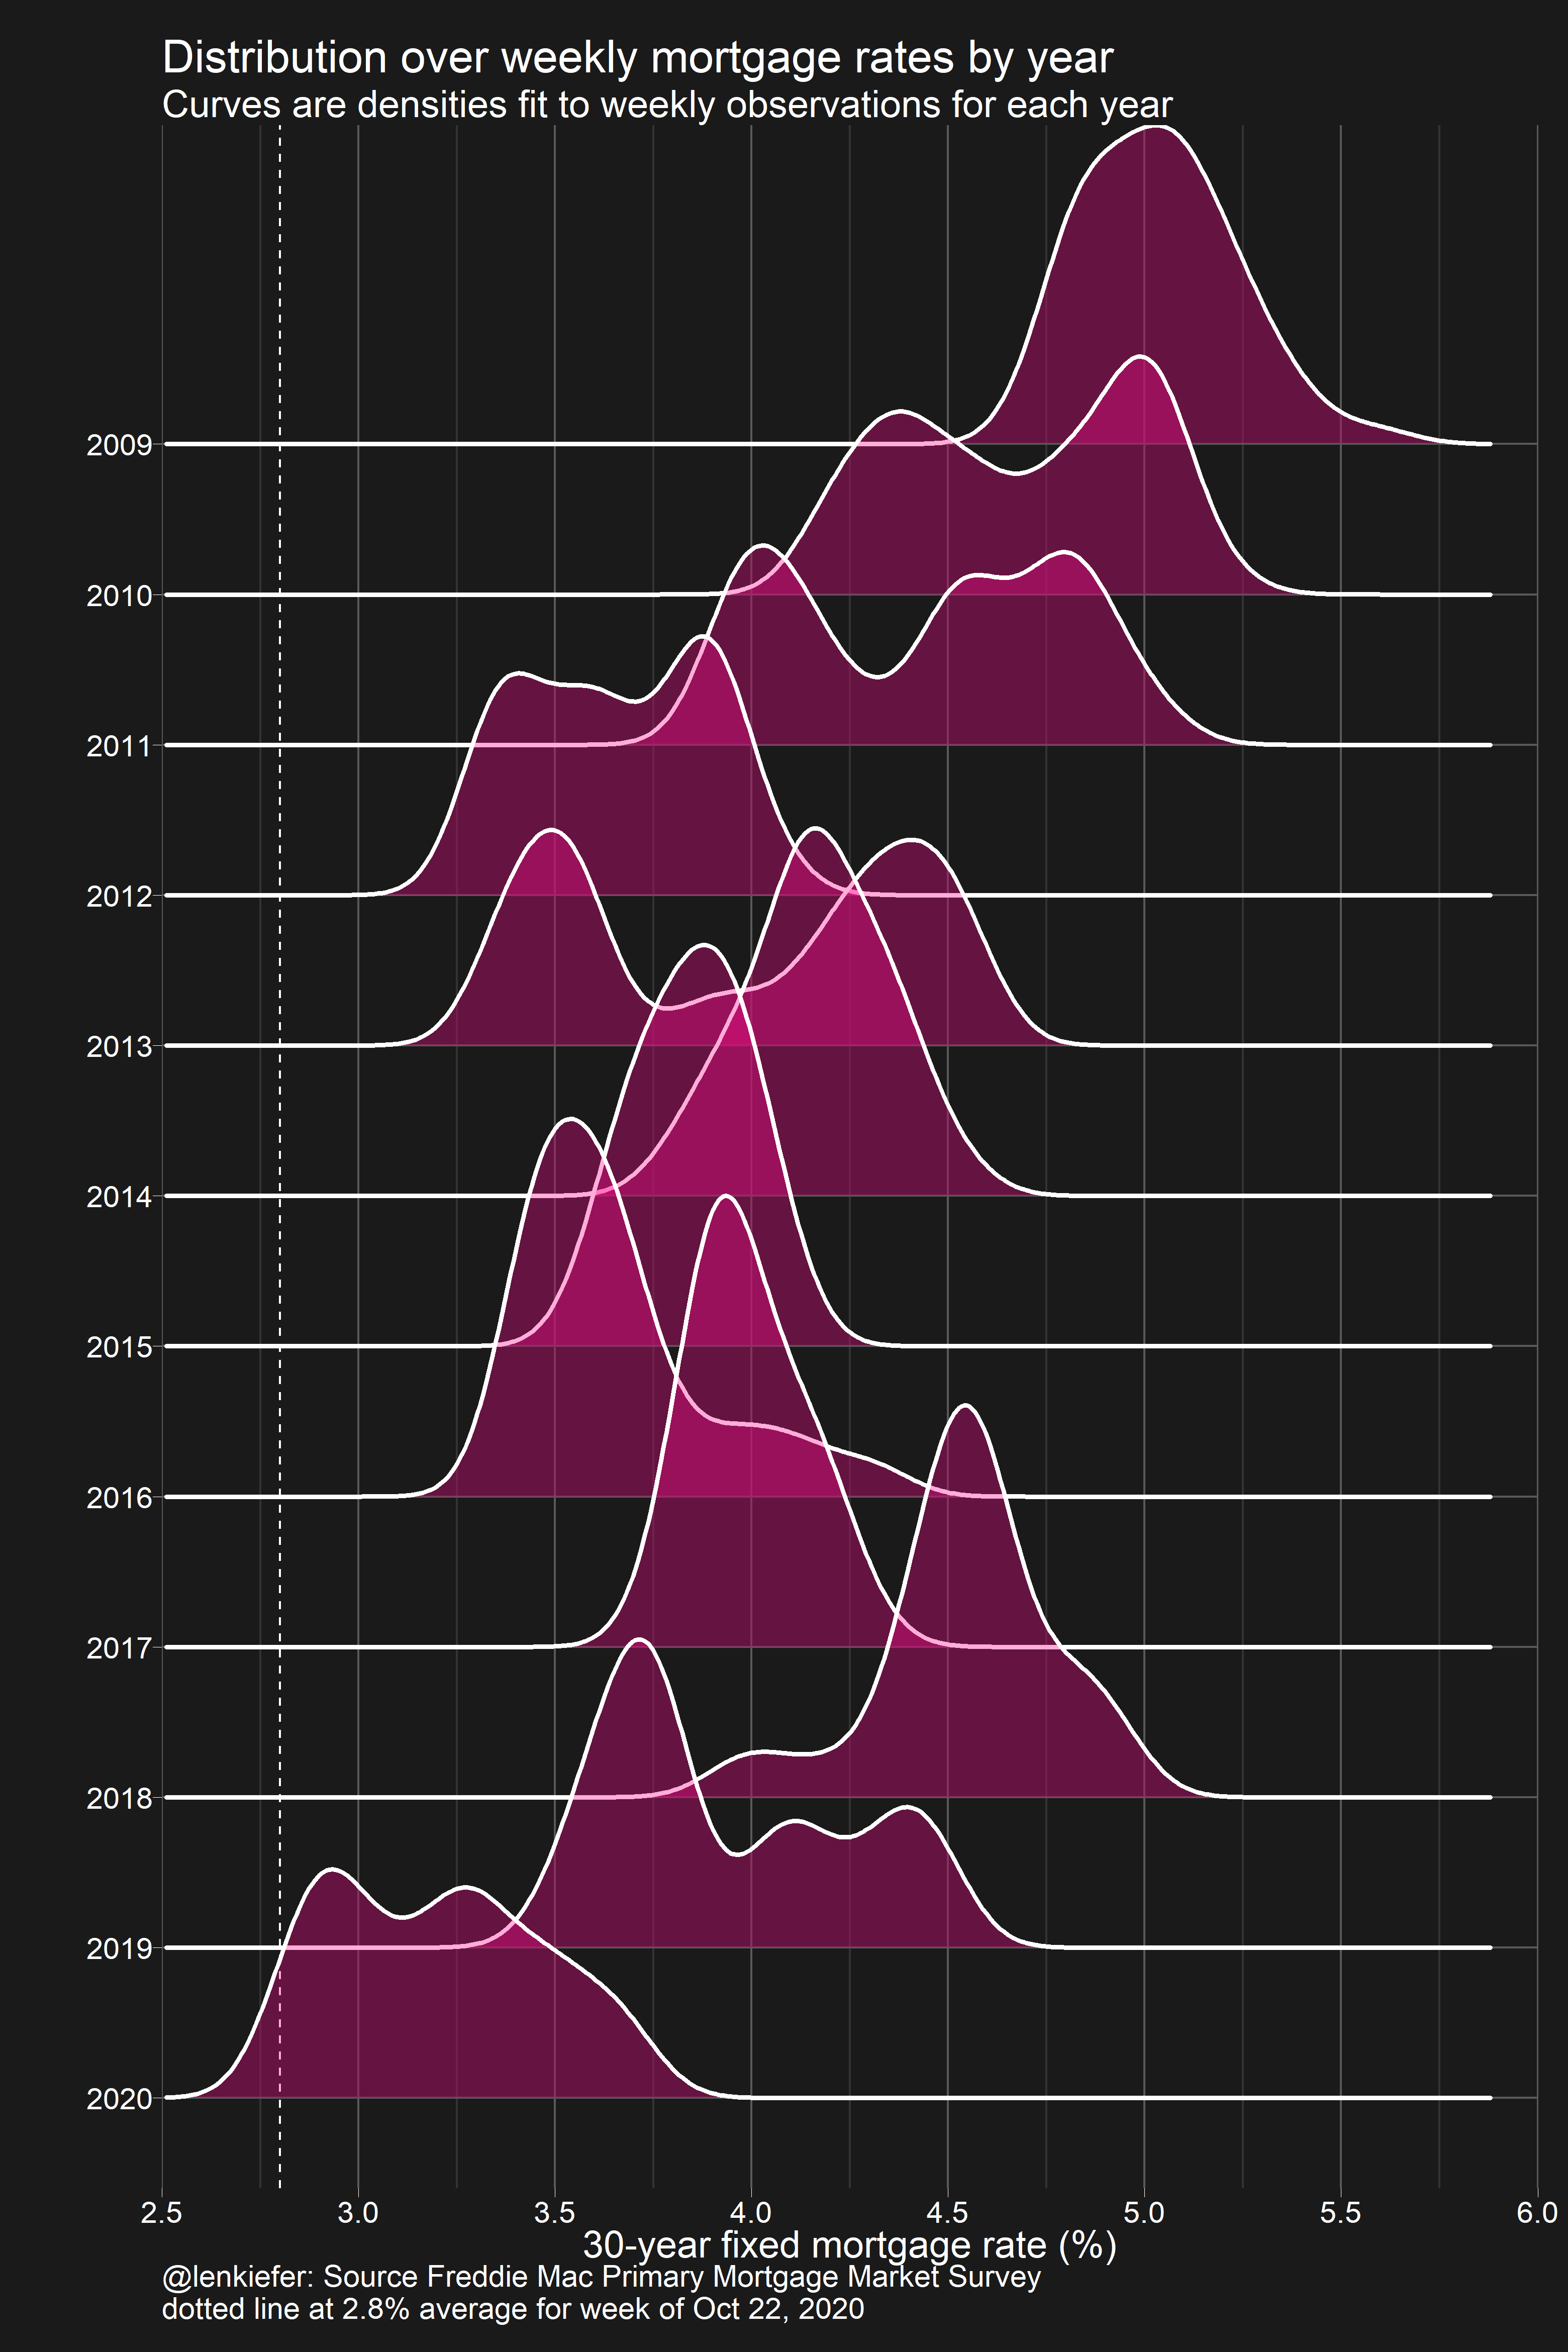 Distribution over weekly mortgage rates by year
Curves are densities fit to weekly observations for each year
2009
2010
2011
2012
2013
2014
2015
2016
2017
2018
2019
2020
2.5 3.0 3.5 4.0 4.5 5.0 5.5 6.0
30-year fixed mortgage rate (%)
@lenkiefer: Source Freddie Mac Primary Mortgage Market Survey
dotted line at 2.8% average for week of Oct 22, 2020